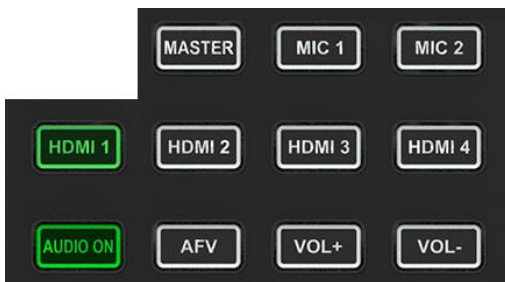 MASTER MIC 1 MIC 2
HDMI 1 HDMI 2 HDMI 3 HDMI 4
AUDIO ON AFV VOL+ VOL-